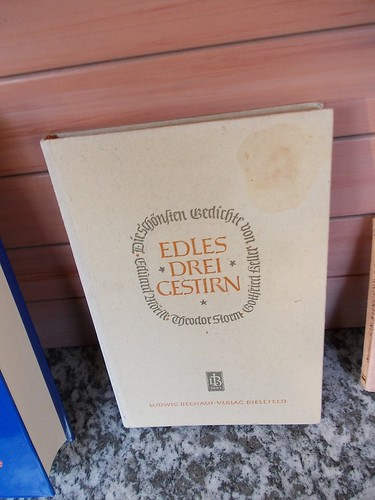 Die schönsten Gedichte von Eduard Mörike · Theodor Storm · Gottfried Keller
EDLES
DREI
GESTIRN
LUDWIG BECHAUF-VERLAG BIELEFELD